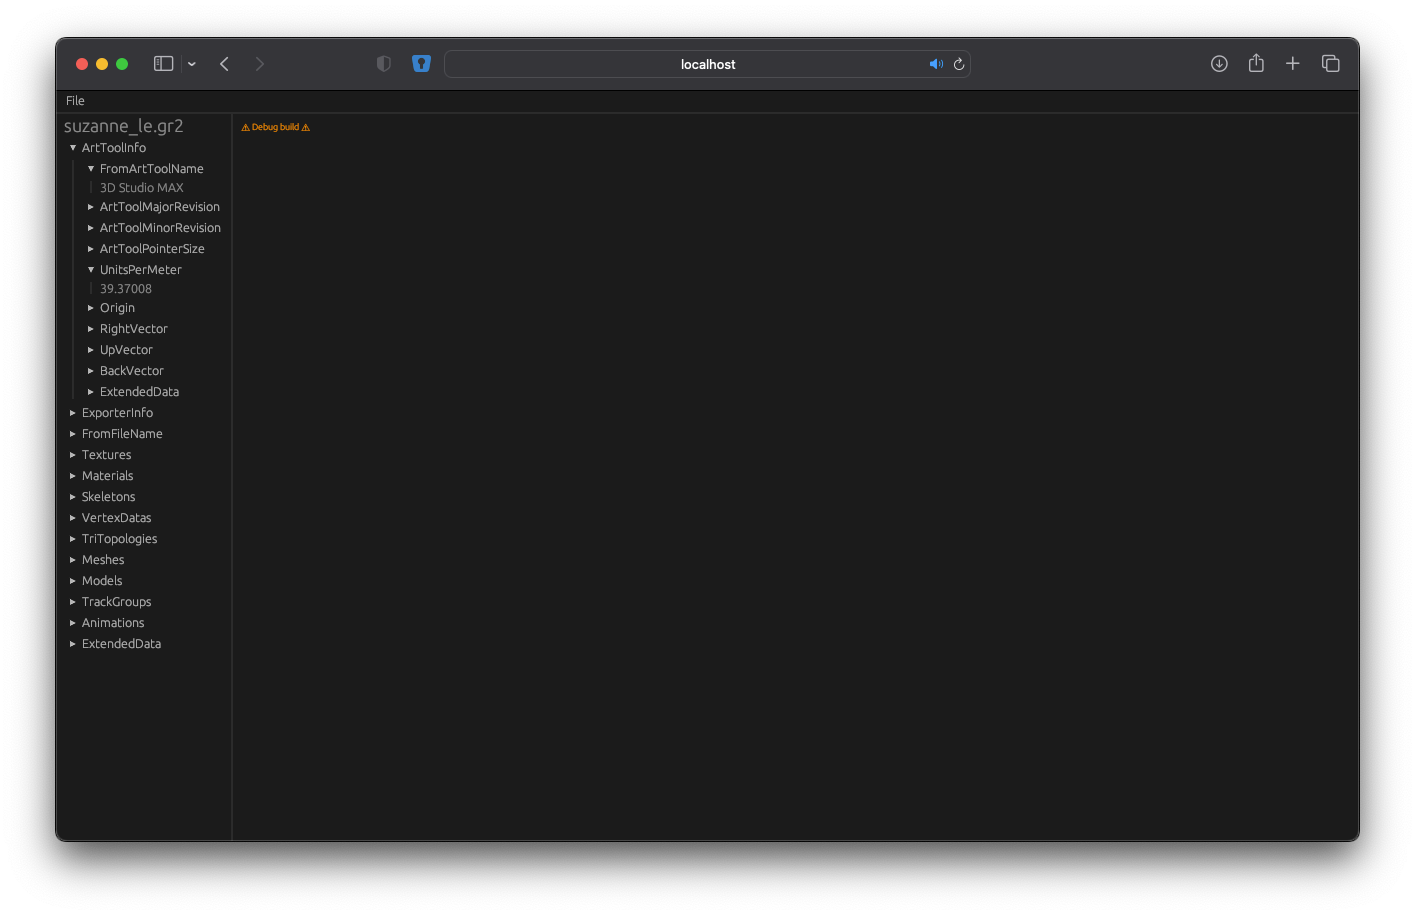 localhost
File
suzanne_le.gr2
⚠ Debug build ⚠
ArtToolInfo
FromArtToolName
3D Studio MAX
ArtToolMajorRevision
ArtToolMinorRevision
ArtToolPointerSize
UnitsPerMeter
39.37008
Origin
RightVector
UpVector
BackVector
ExtendedData
ExporterInfo
FromFileName
Textures
Materials
Skeletons
VertexDatas
TriTopologies
Meshes
Models
TrackGroups
Animations
ExtendedData